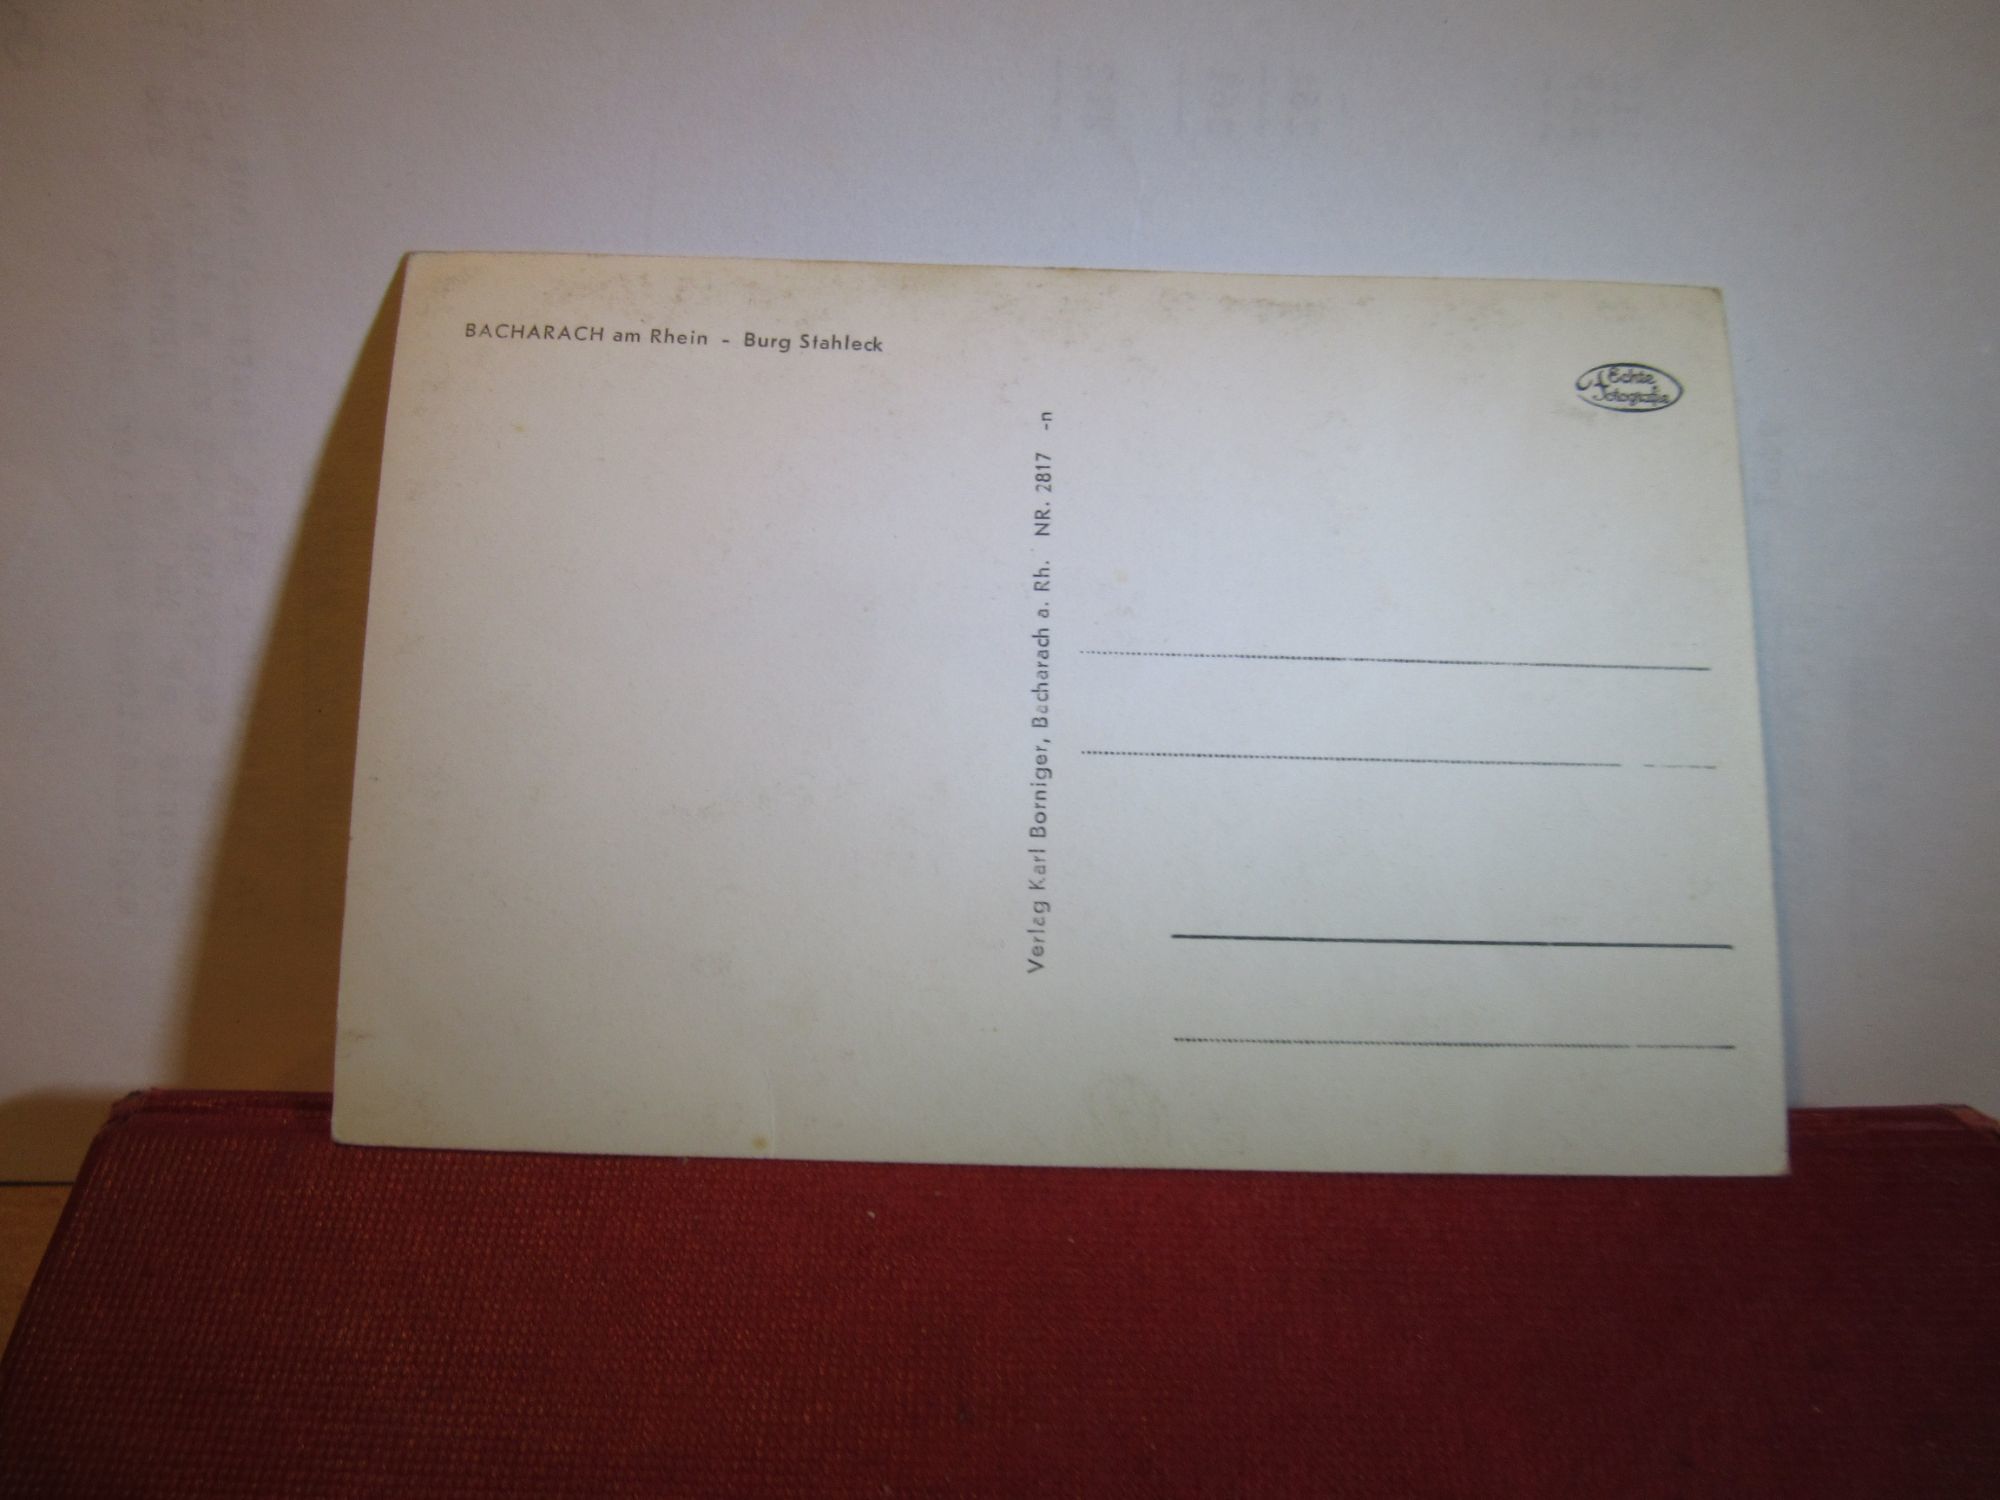 BACHARACH am Rhein - Burg Stahleck
Echte
Fotografie
Verlag Karl Borniger, Bacharach a. Rh. NR. 2817 -n